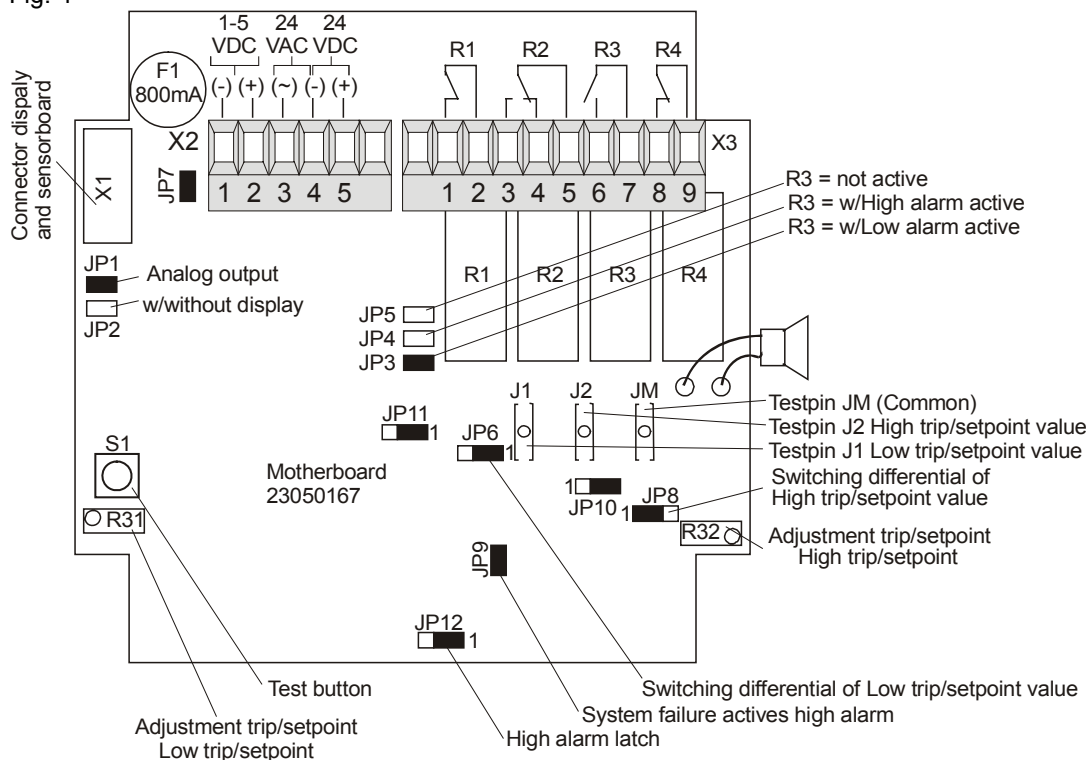 1-5 24 24
VDC VAC VDC
F1
800mA
(-) (+) (~) (-) (+)
R1 R2 R3 R4
X2
X3
JP7
1 2 3 4 5
1 2 3 4 5 6 7 8 9
Connector dispaly
and sensorboard
X1
R3 = not active
R3 = w/High alarm active
R3 = w/Low alarm active
JP1
Analog output
w/without display
JP2
R1 R2 R3 R4
JP5
JP4
JP3
J1 J2 JM
Testpin JM (Common)
Testpin J2 High trip/setpoint value
Testpin J1 Low trip/setpoint value
JP11
1
JP6
1
Switching differential of
High trip/setpoint value
S1
Motherboard
23050167
1
JP10
JP8
1
R31
R32
Adjustment trip/setpoint
High trip/setpoint
JP9
JP12
1
Test button
Switching differential of Low trip/setpoint value
System failure actives high alarm
High alarm latch
Adjustment trip/setpoint
Low trip/setpoint